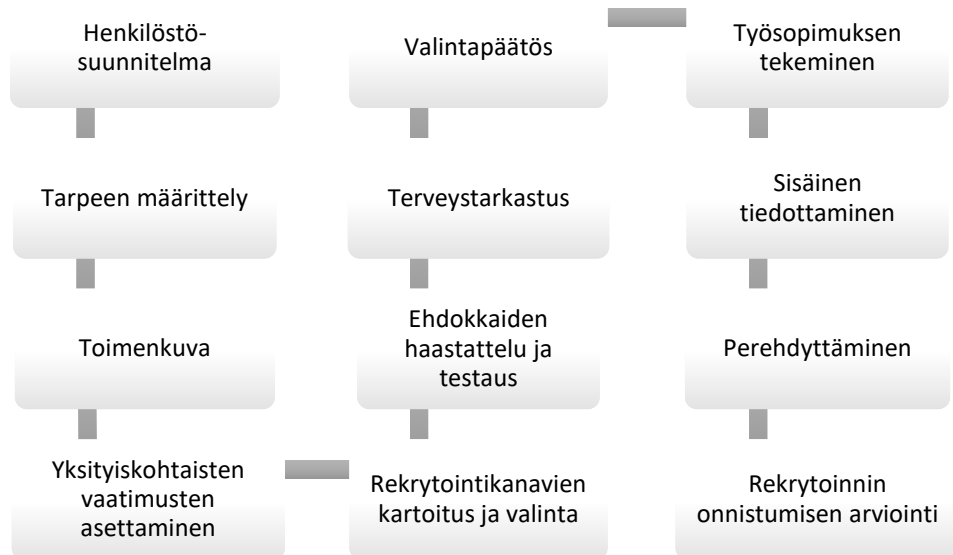 Henkilöstö-
suunnitelma
Tarpeen määrittely
Toimenkuva
Yksityiskohtaisten
vaatimusten
asettaminen
Rekrytointikanavien
kartoitus ja valinta
Ehdokkaiden
haastattelu ja
testaus
Terveystarkastus
Valintapäätös
Työsopimuksen
tekeminen
Sisäinen
tiedottaminen
Perehdyttäminen
Rekrytoinnin
onnistumisen arviointi